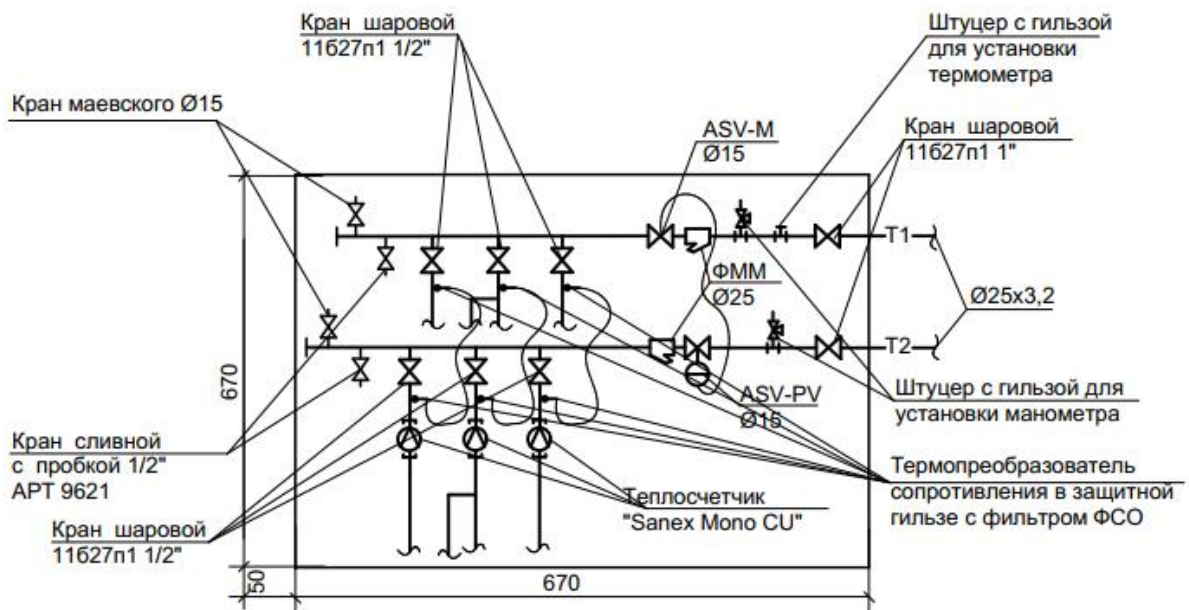 Кран шаровой
11б27п1 1/2"
Штуцер с гильзой
для установки
термометра
Кран маевского Ø15
ASV-M
Ø15
Кран шаровой
11б27п1 1"
T1
ФММ
Ø25
Ø25x3,2
T2
670
ASV-PV
Ø15
Штуцер с гильзой для
установки манометра
Кран сливной
с пробкой 1/2"
АРТ 9621
Термопреобразователь
сопротивления в защитной
гильзе с фильтром ФСО
Теплосчетчик
"Sanex Mono CU"
Кран шаровой
11б27п1 1/2"
50
670